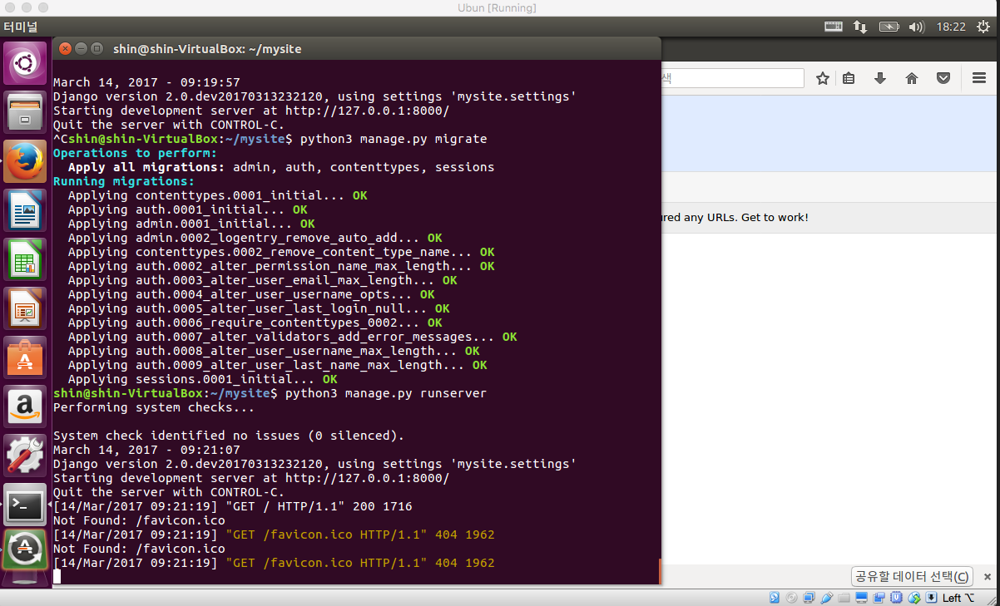 Ubun [Running]
터미널
18:22
shin@shin-VirtualBox: ~/mysite
색
March 14, 2017 - 09:19:57
Django version 2.0.dev20170313232120, using settings 'mysite.settings'
Starting development server at http://127.0.0.1:8000/
Quit the server with CONTROL-C.
^Cshin@shin-VirtualBox:~/mysite$ python3 manage.py migrate
Operations to perform:
  Apply all migrations: admin, auth, contenttypes, sessions
Running migrations:
  Applying contenttypes.0001_initial... OK
  Applying auth.0001_initial... OK
  Applying admin.0001_initial... OK
  Applying admin.0002_logentry_remove_auto_add... OK
  Applying contenttypes.0002_remove_content_type_name... OK
  Applying auth.0002_alter_permission_name_max_length... OK
  Applying auth.0003_alter_user_email_max_length... OK
  Applying auth.0004_alter_user_username_opts... OK
  Applying auth.0005_alter_user_last_login_null... OK
  Applying auth.0006_require_contenttypes_0002... OK
  Applying auth.0007_alter_validators_add_error_messages... OK
  Applying auth.0008_alter_user_username_max_length... OK
  Applying auth.0009_alter_user_last_name_max_length... OK
  Applying sessions.0001_initial... OK
shin@shin-VirtualBox:~/mysite$ python3 manage.py runserver
Performing system checks...
System check identified no issues (0 silenced).
March 14, 2017 - 09:21:07
Django version 2.0.dev20170313232120, using settings 'mysite.settings'
Starting development server at http://127.0.0.1:8000/
Quit the server with CONTROL-C.
[14/Mar/2017 09:21:19] "GET / HTTP/1.1" 200 1716
Not Found: /favicon.ico
[14/Mar/2017 09:21:19] "GET /favicon.ico HTTP/1.1" 404 1962
Not Found: /favicon.ico
[14/Mar/2017 09:21:19] "GET /favicon.ico HTTP/1.1" 404 1962
ured any URLs. Get to work!
공유할 데이터 선택(C)
Left ⌥